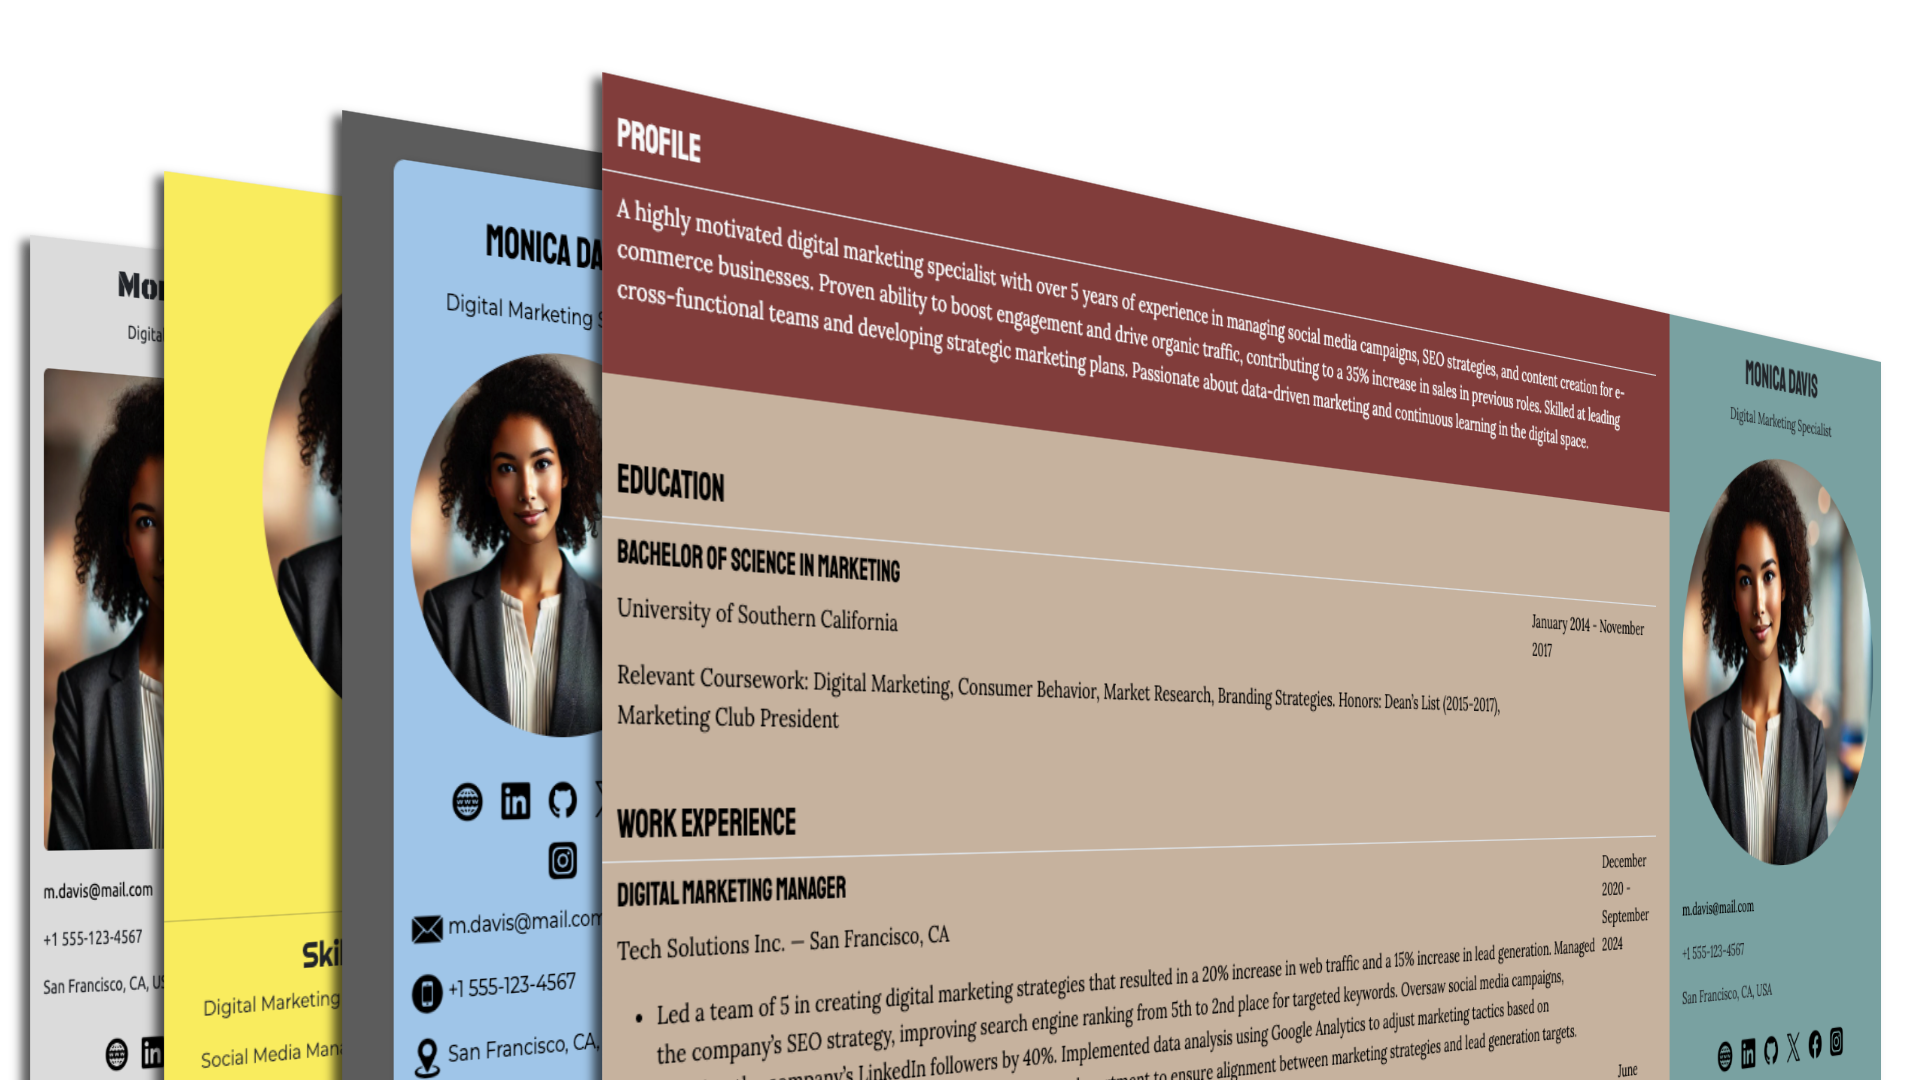 Mo
Digital
m.davis@mail.com
+1 555-123-4567
San Francisco, CA, US
in
Ski
Digital Marketing
Social Media Mana
MONICA DA
Digital Marketing S
in
m.davis@mail.com
+1 555-123-4567
San Francisco, CA,
PROFILE
A highly motivated digital marketing specialist with over 5 years of experience in managing social media campaigns, SEO strategies, and content creation for e-
commerce businesses. Proven ability to boost engagement and drive organic traffic, contributing to a 35% increase in sales in previous roles. Skilled at leading
cross-functional teams and developing strategic marketing plans. Passionate about data-driven marketing and continuous learning in the digital space.
EDUCATION
BACHELOR OF SCIENCE IN MARKETING
University of Southern California
January 2014 - November
2017
Relevant Coursework: Digital Marketing, Consumer Behavior, Market Research, Branding Strategies. Honors: Dean's List (2015-2017),
Marketing Club President
WORK EXPERIENCE
DIGITAL MARKETING MANAGER
Tech Solutions Inc. — San Francisco, CA
December
2020 -
September
2024
• Led a team of 5 in creating digital marketing strategies that resulted in a 20% increase in web traffic and a 15% increase in lead generation. Managed
the company's SEO strategy, improving search engine ranking from 5th to 2nd place for targeted keywords. Oversaw social media campaigns,
company's LinkedIn followers by 40%. Implemented data analysis using Google Analytics to adjust marketing tactics based on
to ensure alignment between marketing strategies and lead generation targets.
June
MONICA DAVIS
Digital Marketing Specialist
m.davis@mail.com
+1 555-123-4567
San Francisco, CA, USA
in